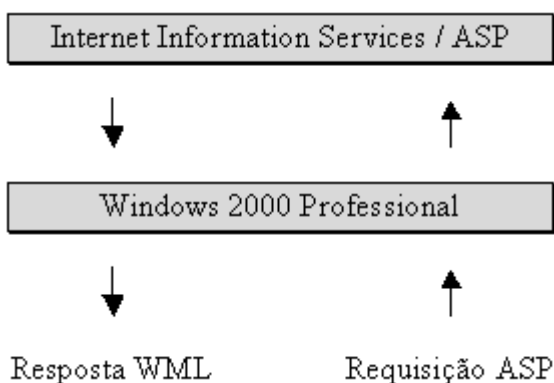 Internet Information Services / ASP
Windows 2000 Professional
Resposta WML
Requisição ASP